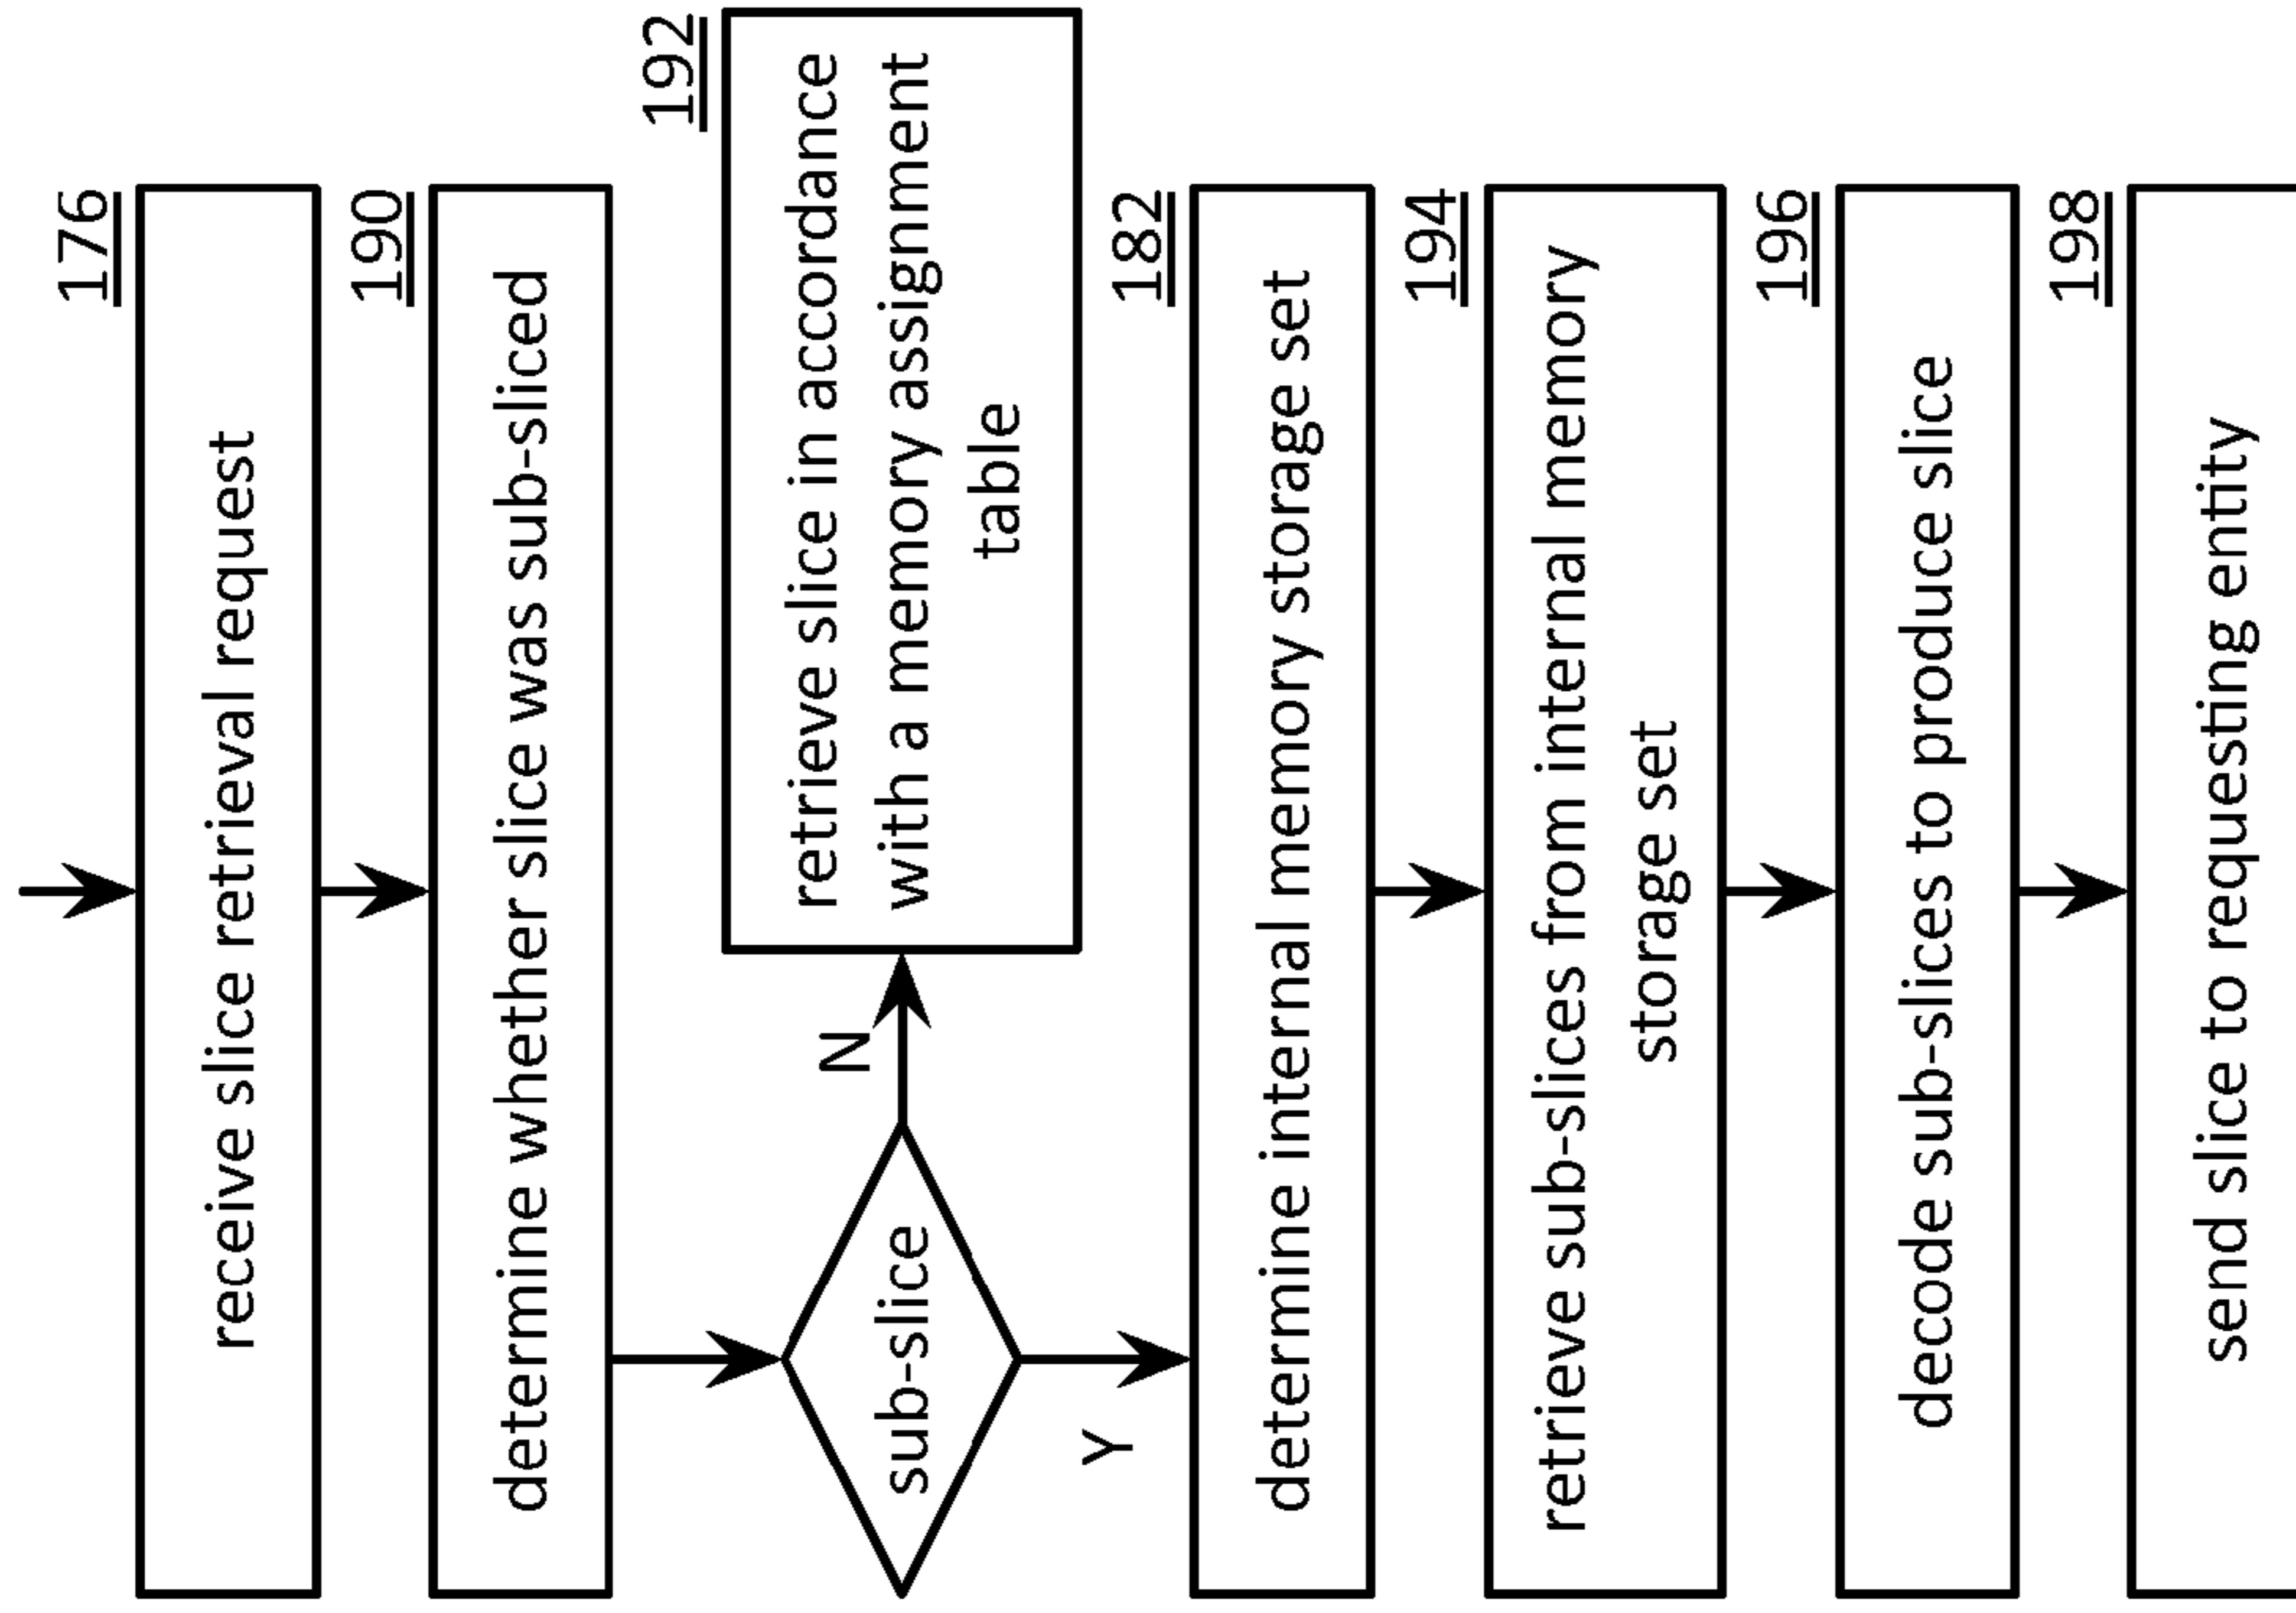 176
receive slice retrieval request
190
determine whether slice was sub-sliced
192
retrieve slice in accordance
with a memory assignment
table
sub-slice
N
Y
182
determine internal memory storage set
194
retrieve sub-slices from internal memory
storage set
196
decode sub-slices to produce slice
198
send slice to requesting entity